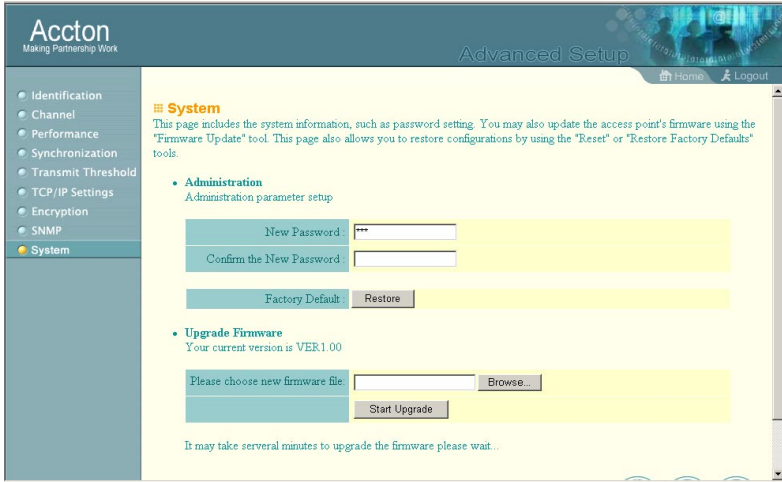 Accton
Making Partnership Work
Advanced Setup
Home
Logout
Identification
Channel
Performance
Synchronization
Transmit Threshold
TCP/IP Settings
Encryption
SNMP
System
System
This page includes the system information, such as password setting. You may also update the access point's firmware using the
"Firmware Update" tool. This page also allows you to restore configurations by using the "Reset" or "Restore Factory Defaults"
tools.
Administration
Administration parameter setup
New Password : ***
Confirm the New Password :
Factory Default : Restore
Upgrade Firmware
Your current version is VER1.00
Please choose new firmware file: Browse...
Start Upgrade
It may take serveral minutes to upgrade the firmware please wait...